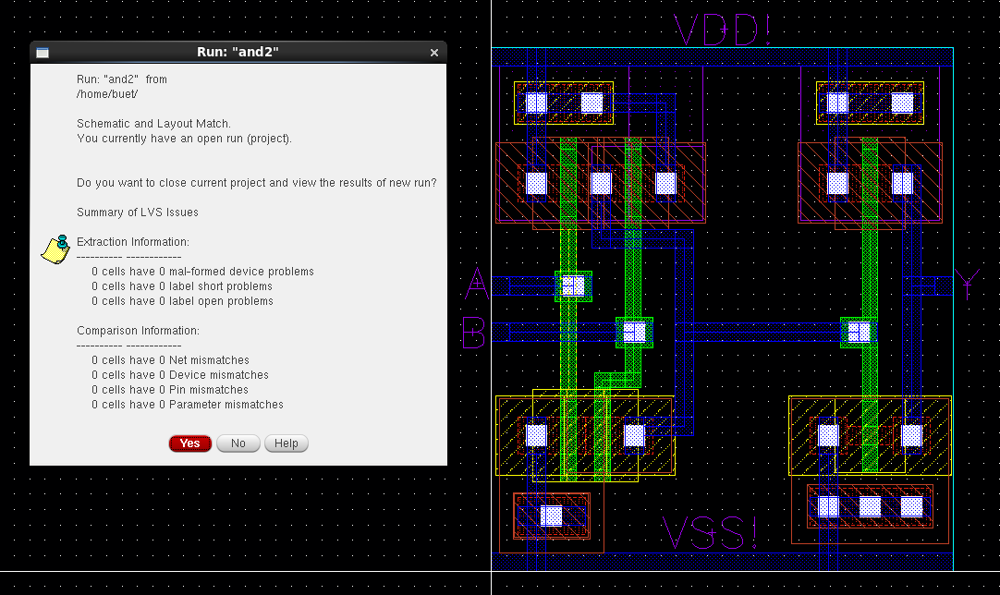 Run: "and2"
Run: "and2" from
/home/buet/
Schematic and Layout Match.
You currently have an open run (project).
Do you want to close current project and view the results of new run?
Summary of LVS Issues
Extraction Information:
---------- ------------
0 cells have 0 mal-formed device problems
0 cells have 0 label short problems
0 cells have 0 label open problems
Comparison Information:
---------- ------------
0 cells have 0 Net mismatches
0 cells have 0 Device mismatches
0 cells have 0 Pin mismatches
0 cells have 0 Parameter mismatches
Yes No Help
VDD!
A
Y
B
VSS!